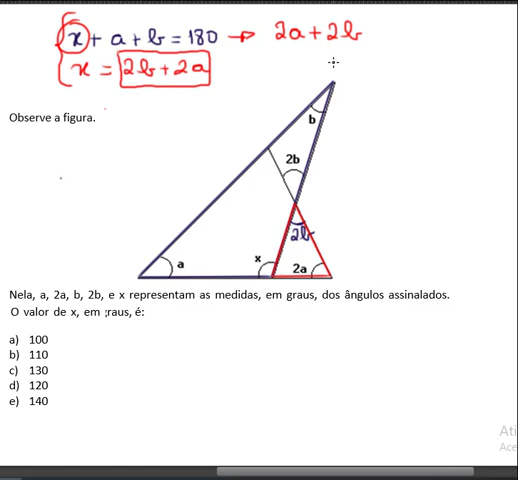 x + a + b = 180 → 2a + 2b
x = 2b + 2a
Observe a figura.
b
2b
2b
x
a
2a
Nela, a, 2a, b, 2b, e x representam as medidas, em graus, dos ângulos assinalados.
O valor de x, em graus, é:
a) 100
b) 110
c) 130
d) 120
e) 140
Ati
Ace